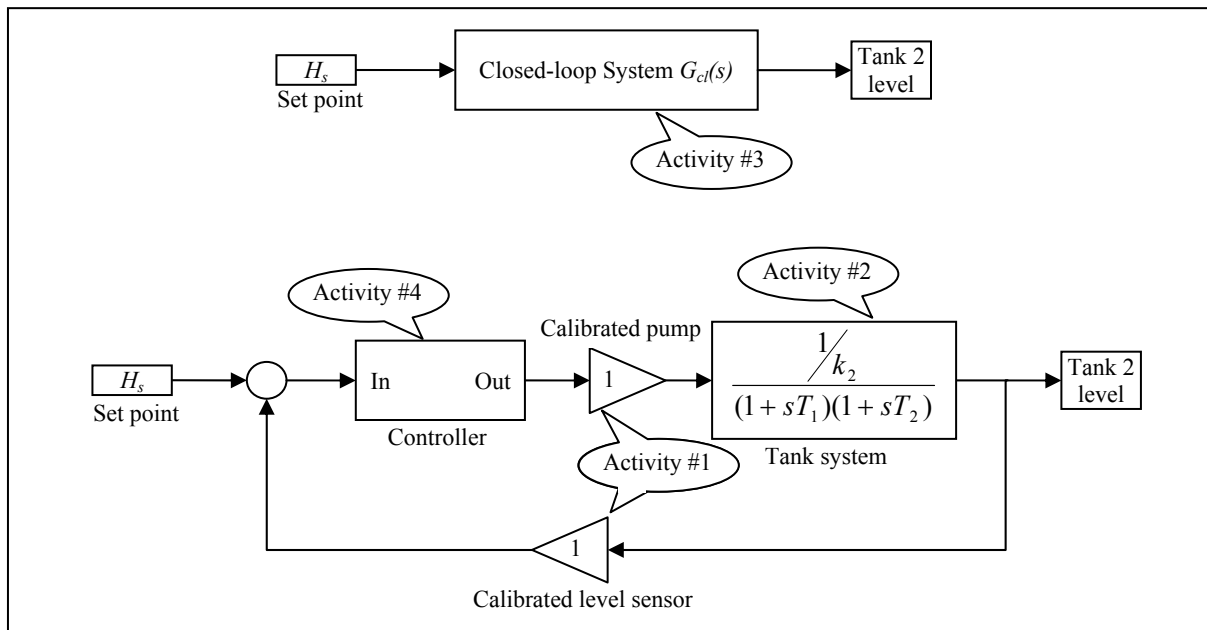 H_s
Set point
Closed-loop System G_cl(s)
Tank 2
level
Activity #3
Activity #4
Activity #2
Calibrated pump
H_s
Set point
In Out
Controller
1
1/k_2
(1 + sT_1)(1 + sT_2)
Tank system
Tank 2
level
Activity #1
1
Calibrated level sensor